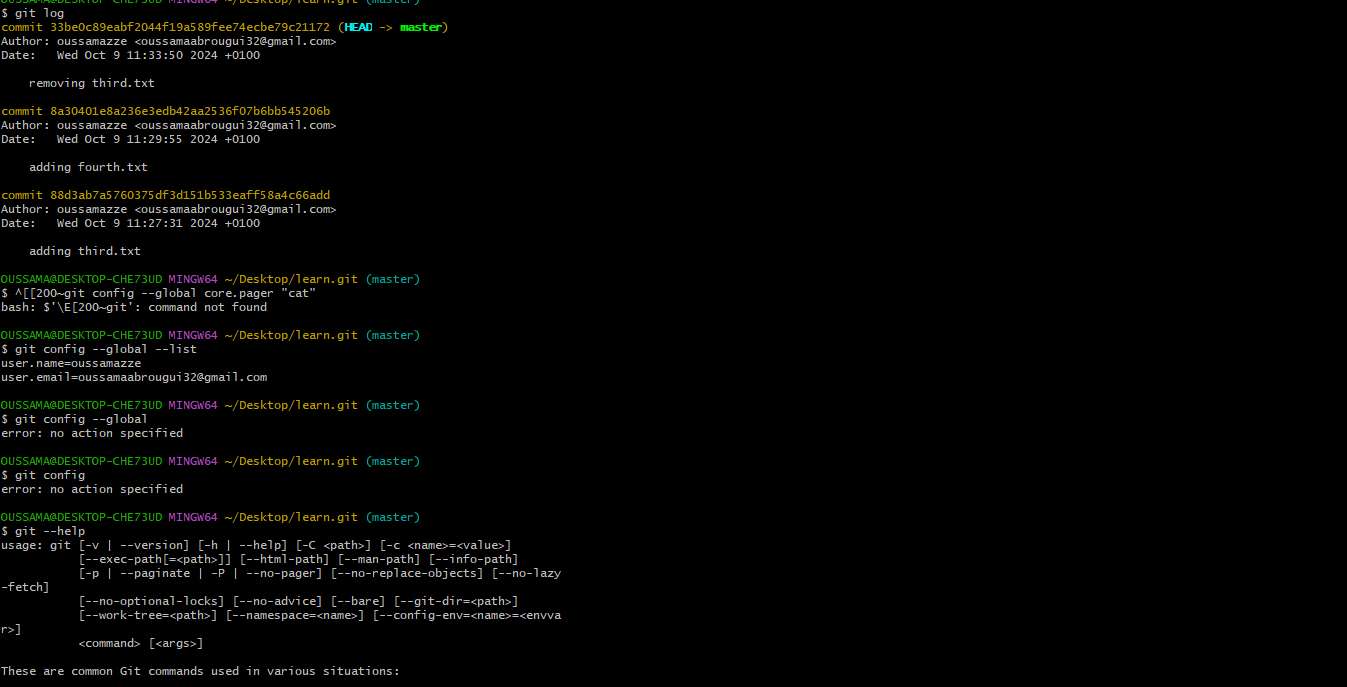 OUSSAMA@DESKTOP-CHE73UD MINGW64 ~/Desktop/learn.git (master)
$ git log
commit 33be0c89eabf2044f19a589fee74ecbe79c21172 (HEAD -> master)
Author: oussamazze <oussamaabrougui32@gmail.com>
Date:   Wed Oct 9 11:33:50 2024 +0100
    removing third.txt
commit 8a30401e8a236e3edb42aa2536f07b6bb545206b
Author: oussamazze <oussamaabrougui32@gmail.com>
Date:   Wed Oct 9 11:29:55 2024 +0100
    adding fourth.txt
commit 88d3ab7a5760375df3d151b533eaff58a4c66add
Author: oussamazze <oussamaabrougui32@gmail.com>
Date:   Wed Oct 9 11:27:31 2024 +0100
    adding third.txt
OUSSAMA@DESKTOP-CHE73UD MINGW64 ~/Desktop/learn.git (master)
$ ^[[200~git config --global core.pager "cat"
bash: $'\E[200~git': command not found
OUSSAMA@DESKTOP-CHE73UD MINGW64 ~/Desktop/learn.git (master)
$ git config --global --list
user.name=oussamazze
user.email=oussamaabrougui32@gmail.com
OUSSAMA@DESKTOP-CHE73UD MINGW64 ~/Desktop/learn.git (master)
$ git config --global
error: no action specified
OUSSAMA@DESKTOP-CHE73UD MINGW64 ~/Desktop/learn.git (master)
$ git config
error: no action specified
OUSSAMA@DESKTOP-CHE73UD MINGW64 ~/Desktop/learn.git (master)
$ git --help
usage: git [-v | --version] [-h | --help] [-C <path>] [-c <name>=<value>]
           [--exec-path[=<path>]] [--html-path] [--man-path] [--info-path]
           [-p | --paginate | -P | --no-pager] [--no-replace-objects] [--no-lazy
-fetch]
           [--no-optional-locks] [--no-advice] [--bare] [--git-dir=<path>]
           [--work-tree=<path>] [--namespace=<name>] [--config-env=<name>=<envva
r>]
           <command> [<args>]
These are common Git commands used in various situations: